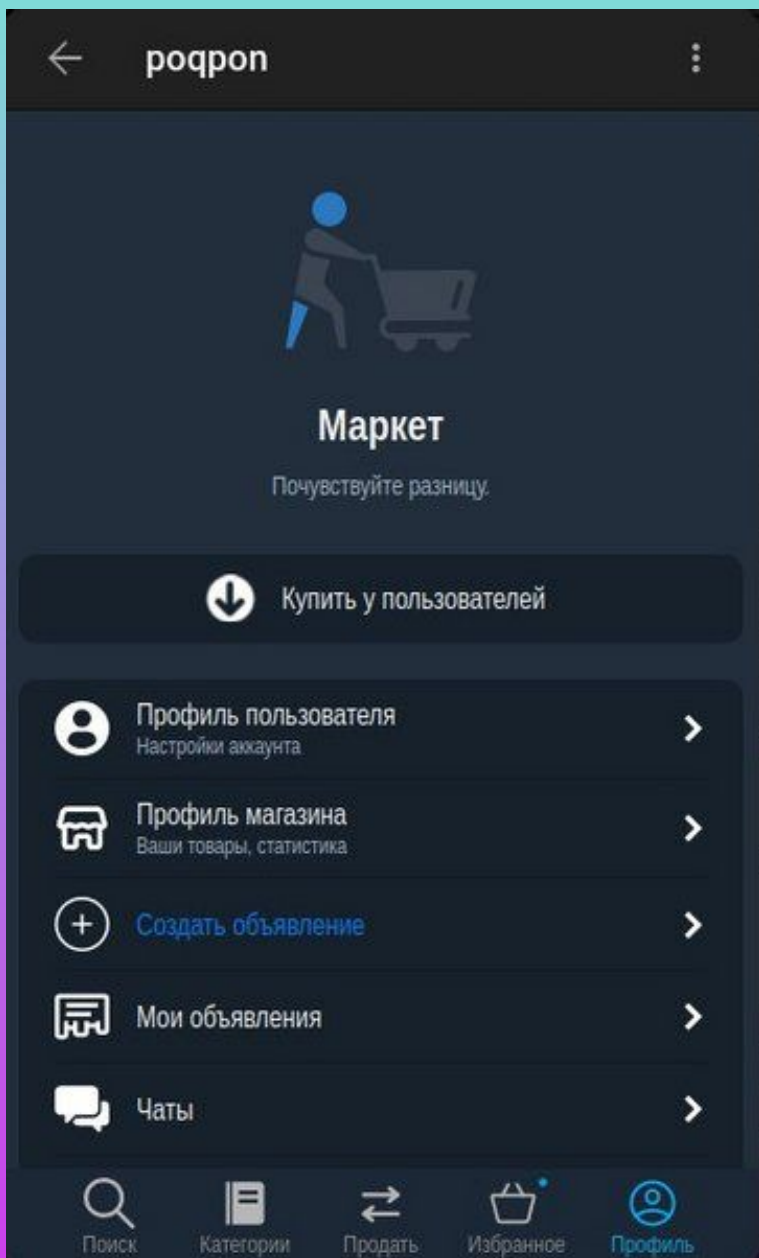 poqpon
Маркет
Почувствуйте разницу.
Купить у пользователей
Профиль пользователя
Настройки аккаунта
Профиль магазина
Ваши товары, статистика
Создать объявление
Мои объявления
Чаты
Поиск Категории Продать Избранное Профиль